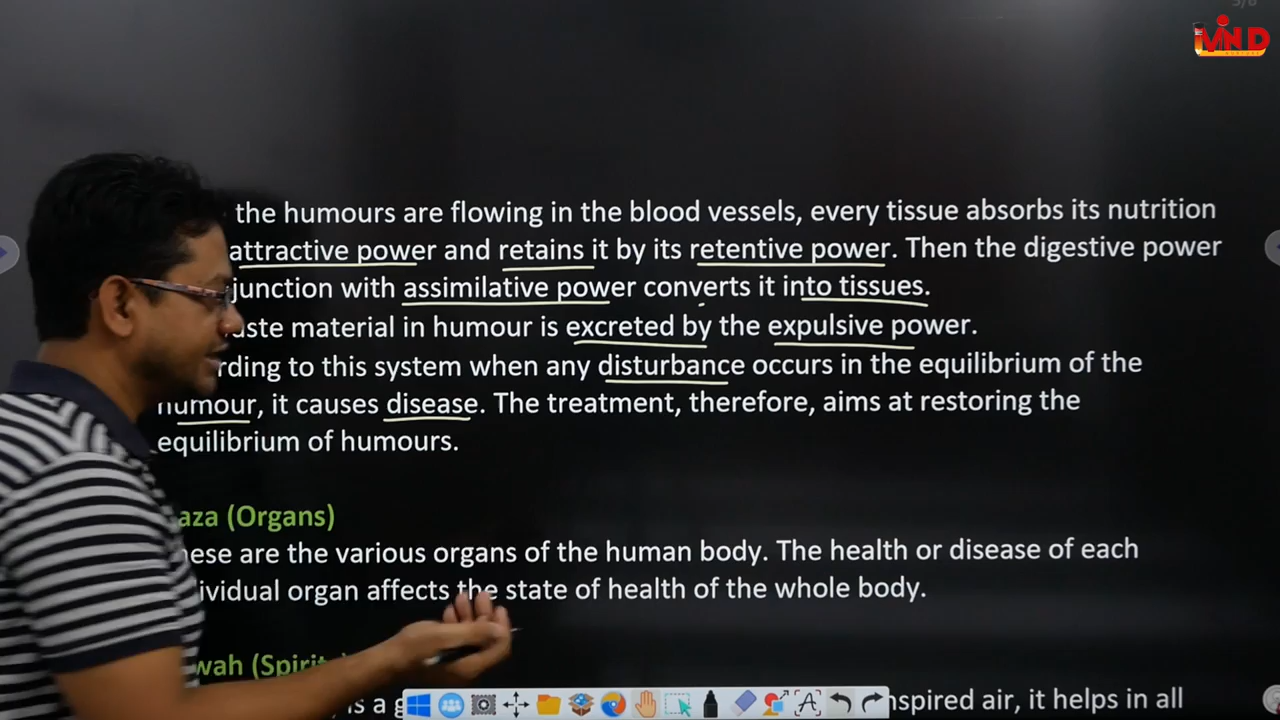 the humours are flowing in the blood vessels, every tissue absorbs its nutrition
attractive power and retains it by its retentive power. Then the digestive power
junction with assimilative power converts it into tissues.
aste material in humour is excreted by the expulsive power.
rding to this system when any disturbance occurs in the equilibrium of the
humour, it causes disease. The treatment, therefore, aims at restoring the
equilibrium of humours.
aza (Organs)
hese are the various organs of the human body. The health or disease of each
ividual organ affects the state of health of the whole body.
wah (Spirits
is a g nspired air, it helps in all